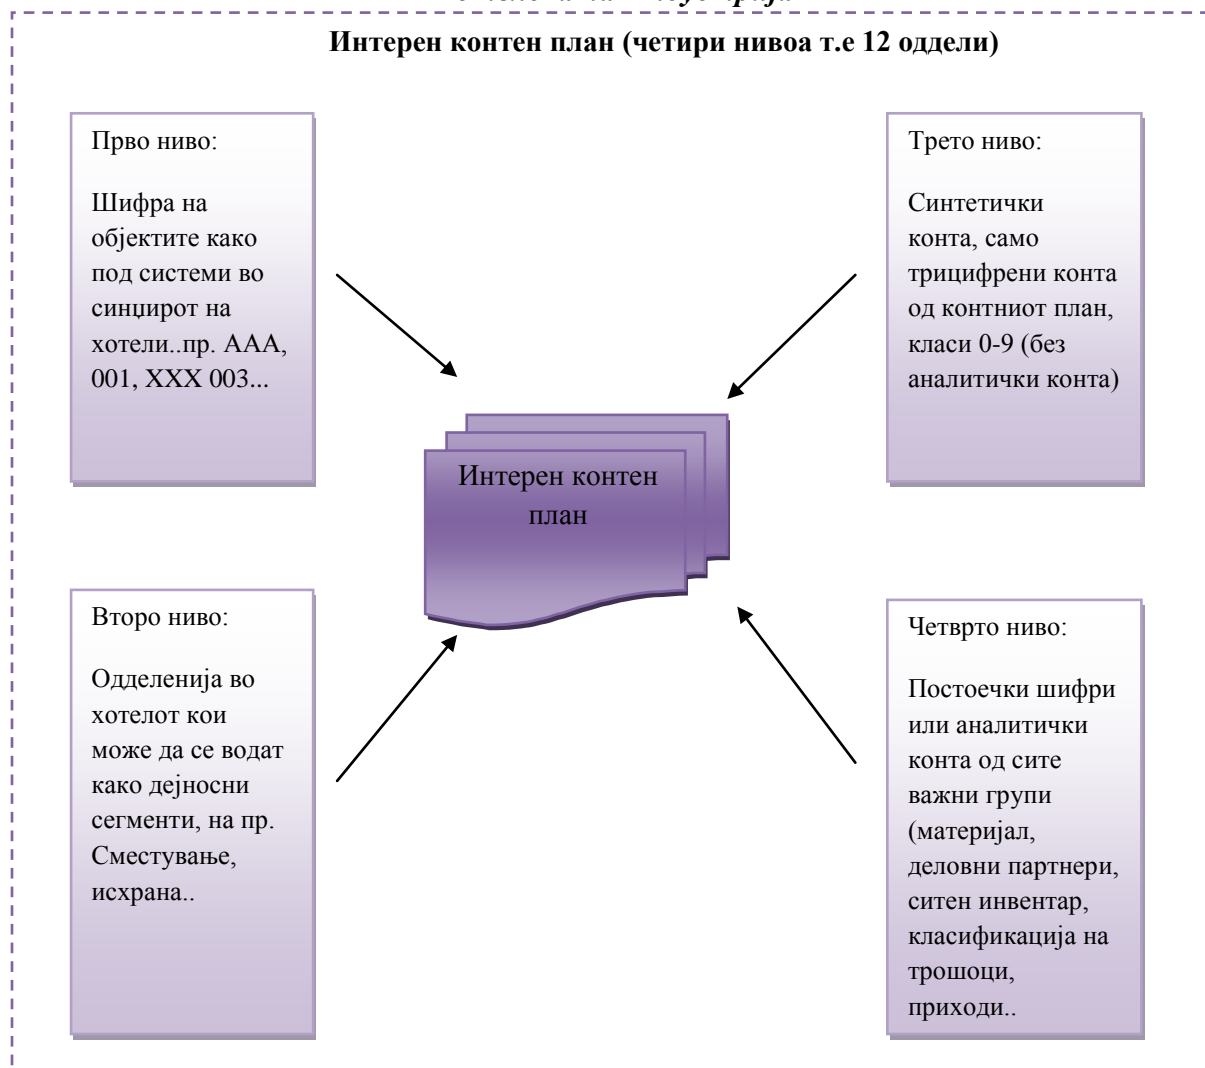 Интерен контен план (четири нивоа т.е 12 оддели)
Прво ниво:
Шифра на
објектите како
под системи во
синџирот на
хотели..пр. ААА,
001, XXX 003...
Второ ниво:
Одделенија во
хотелот кои
може да се водат
како дејносни
сегменти, на пр.
Сместување,
исхрана..
Интерен контен
план
Трето ниво:
Синтетички
конта, само
трицифрени конта
од контниот план,
класи 0-9 (без
аналитички конта)
Четврто ниво:
Постоечки шифри
или аналитички
конта од сите
важни групи
(материјал,
деловни партнери,
ситен инвентар,
класификација на
трошоци,
приходи..